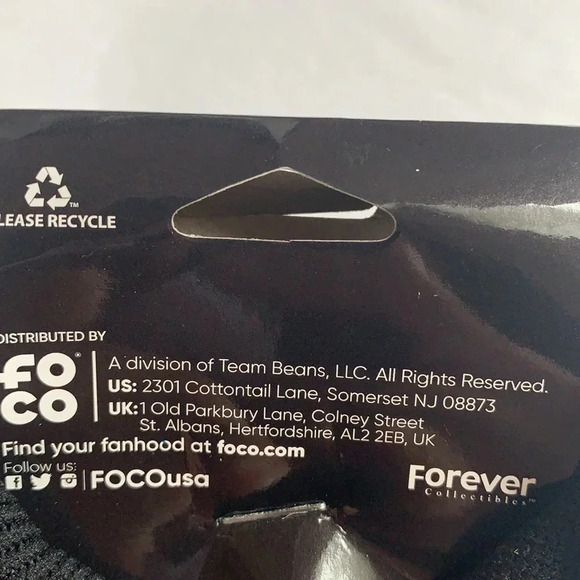 LEASE RECYCLE
DISTRIBUTED BY
FOCO
A division of Team Beans, LLC. All Rights Reserved.
US: 2301 Cottontail Lane, Somerset NJ 08873
UK:1 Old Parkbury Lane, Colney Street
St. Albans, Hertfordshire, AL2 2EB, UK
Find your fanhood at foco.com
Follow us:
FOCOusa
Forever
Collectibles™